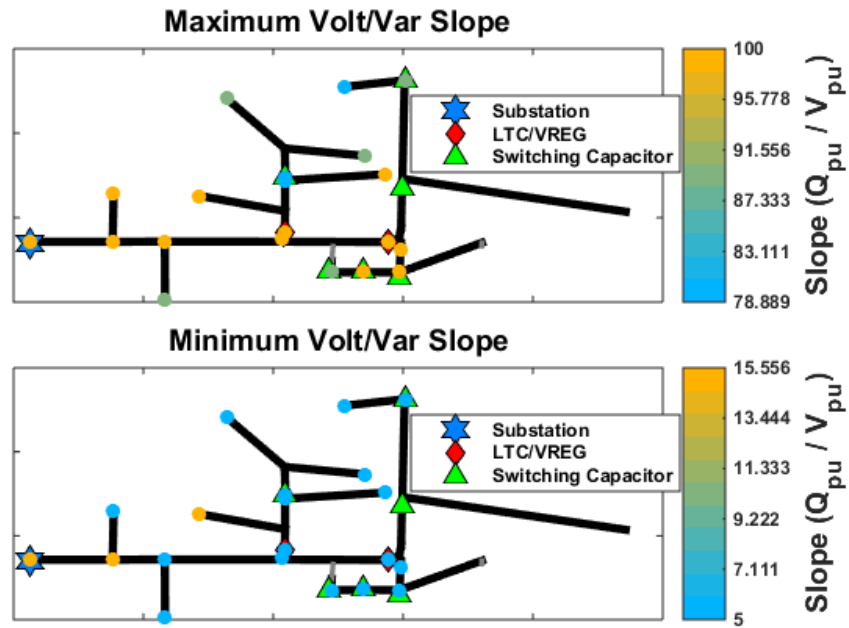 Maximum Volt/Var Slope
Substation
LTC/VREG
Switching Capacitor
100
95.778
91.556
87.333
83.111
78.889
Slope (Qpu / Vpu)
Minimum Volt/Var Slope
Substation
LTC/VREG
Switching Capacitor
15.556
13.444
11.333
9.222
7.111
5
Slope (Qpu / Vpu)